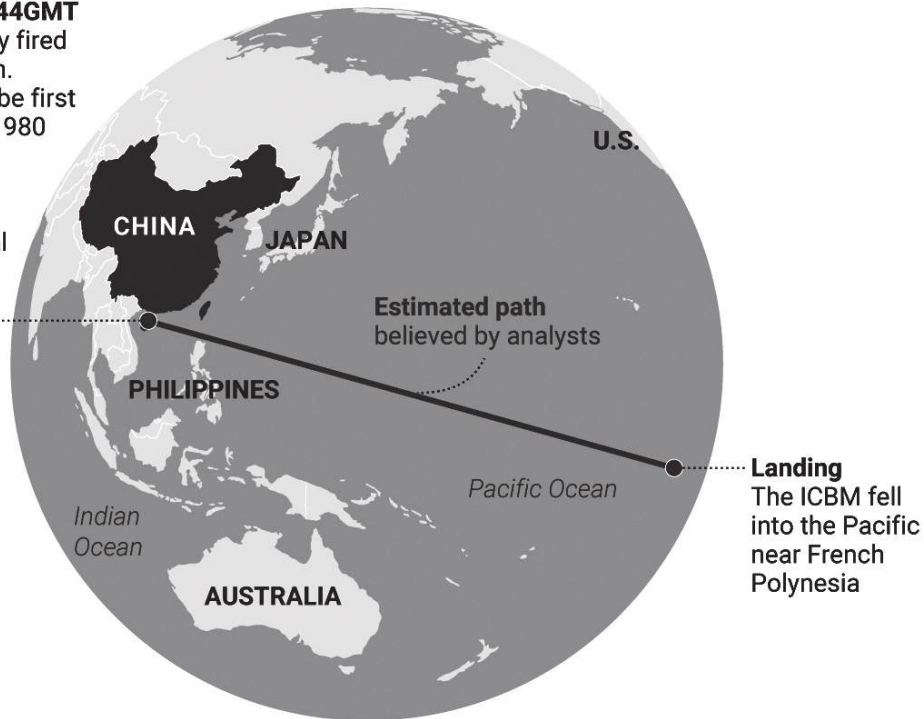 44GMT
y fired
n.
be first
1980
U.S.
CHINA
l
JAPAN
Estimated path
believed by analysts
PHILIPPINES
Landing
The ICBM fell
into the Pacific
near French
Polynesia
Pacific Ocean
Indian
Ocean
AUSTRALIA